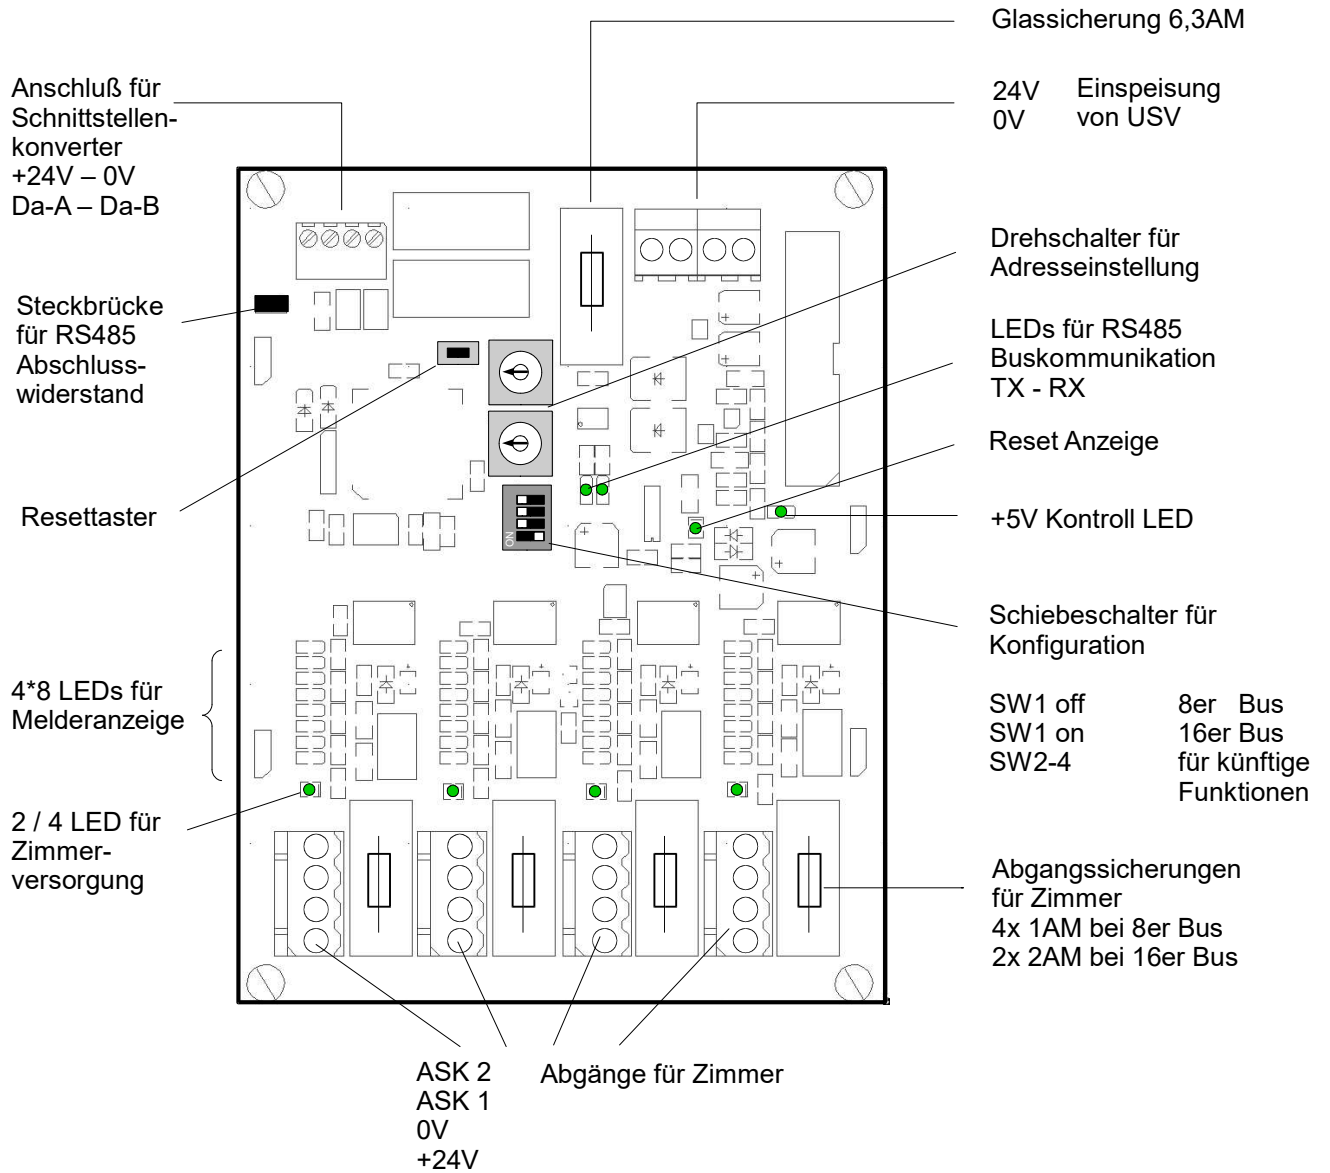 Glassicherung 6,3AM
Anschluß für
Schnittstellen-
konverter
+24V – 0V
Da-A – Da-B
24V Einspeisung
0V von USV
Drehschalter für
Adresseinstellung
Steckbrücke
für RS485
Abschluss-
widerstand
LEDs für RS485
Buskommunikation
TX - RX
Reset Anzeige
Resettaster
+5V Kontroll LED
ON
Schiebeschalter für
Konfiguration
4*8 LEDs für
Melderanzeige
SW1 off 8er Bus
SW1 on 16er Bus
SW2-4 für künftige
Funktionen
2 / 4 LED für
Zimmer-
versorgung
Abgangssicherungen
für Zimmer
4x 1AM bei 8er Bus
2x 2AM bei 16er Bus
ASK 2
ASK 1
0V
+24V
Abgänge für Zimmer